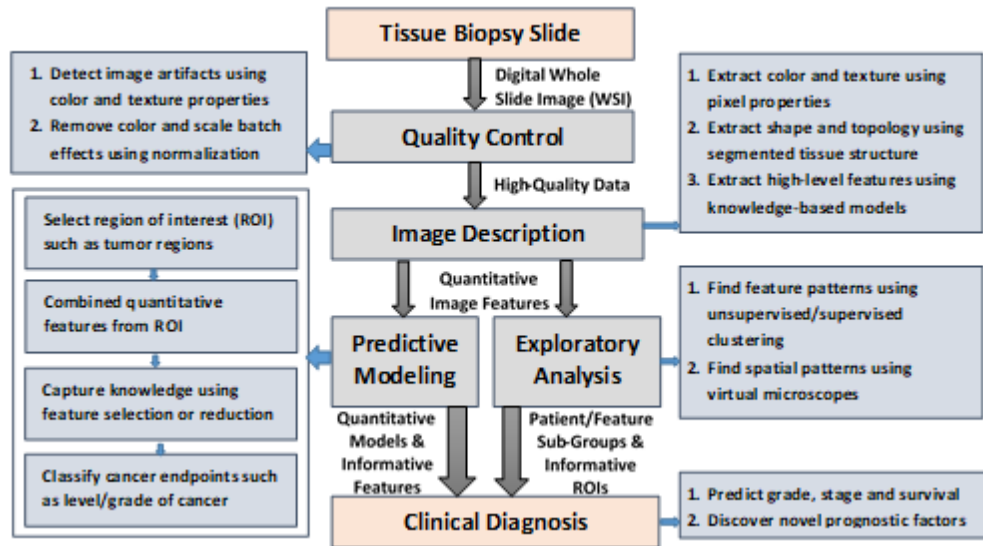 Tissue Biopsy Slide
Digital Whole
Slide Image (WSI)
1. Detect image artifacts using
color and texture properties
2. Remove color and scale batch
effects using normalization
Quality Control
1. Extract color and texture using
pixel properties
2. Extract shape and topology using
segmented tissue structure
3. Extract high-level features using
knowledge-based models
High-Quality Data
Image Description
Select region of interest (ROI)
such as tumor regions
Combined quantitative
features from ROI
Capture knowledge using
feature selection or reduction
Classify cancer endpoints such
as level/grade of cancer
Quantitative
Image Features
Predictive
Modeling
Exploratory
Analysis
1. Find feature patterns using
unsupervised/supervised
clustering
2. Find spatial patterns using
virtual microscopes
Quantitative
Models &
Informative
Features
Patient/Feature
Sub-Groups &
Informative
ROIs
Clinical Diagnosis
1. Predict grade, stage and survival
2. Discover novel prognostic factors